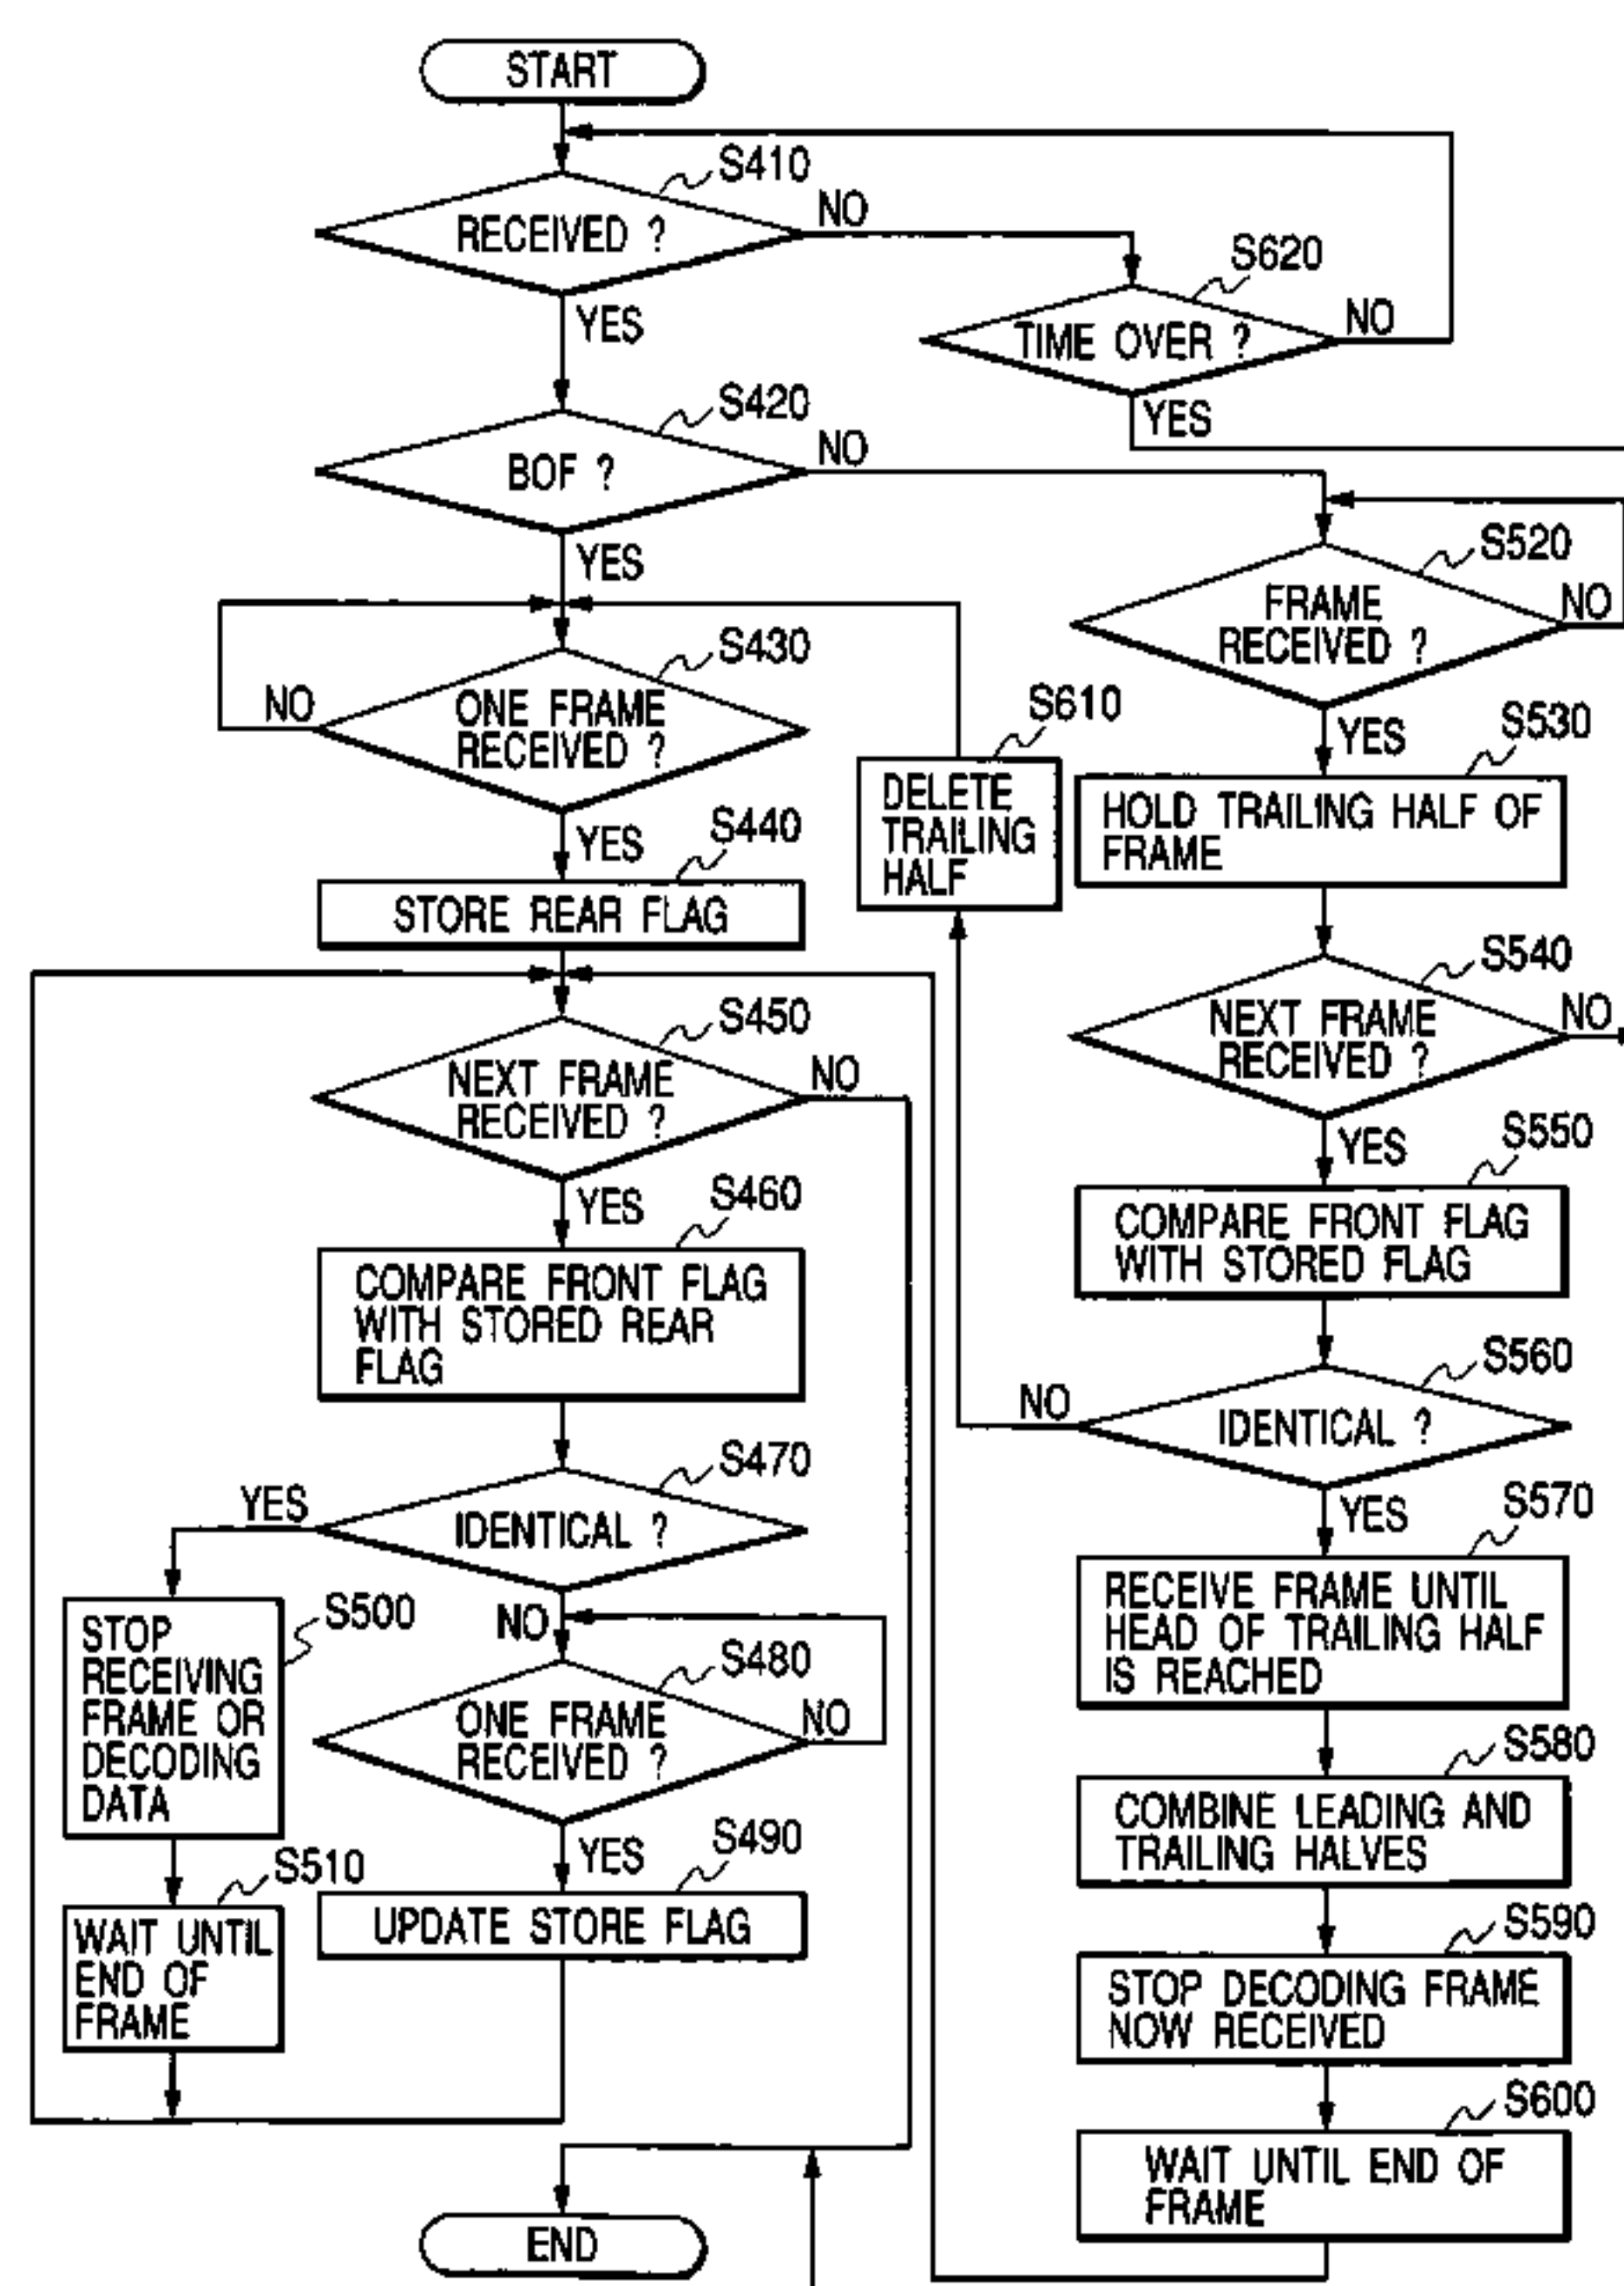 START
S410
RECEIVED ?
NO
YES
S620
TIME OVER ?
NO
YES
S420
BOF ?
NO
YES
S430
ONE FRAME
RECEIVED ?
NO
YES
S440
STORE REAR FLAG
S450
NEXT FRAME
RECEIVED ?
NO
YES
S460
COMPARE FRONT FLAG
WITH STORED REAR
FLAG
S470
IDENTICAL ?
YES
NO
S500
STOP
RECEIVING
FRAME OR
DECODING
DATA
S510
WAIT UNTIL
END OF
FRAME
S480
ONE FRAME
RECEIVED ?
NO
YES
S490
UPDATE STORE FLAG
END
S610
DELETE
TRAILING
HALF
S520
FRAME
RECEIVED ?
NO
YES
S530
HOLD TRAILING HALF OF
FRAME
S540
NEXT FRAME
RECEIVED ?
NO
YES
S550
COMPARE FRONT FLAG
WITH STORED FLAG
S560
IDENTICAL ?
NO
YES
S570
RECEIVE FRAME UNTIL
HEAD OF TRAILING HALF
IS REACHED
S580
COMBINE LEADING AND
TRAILING HALVES
S590
STOP DECODING FRAME
NOW RECEIVED
S600
WAIT UNTIL END OF
FRAME